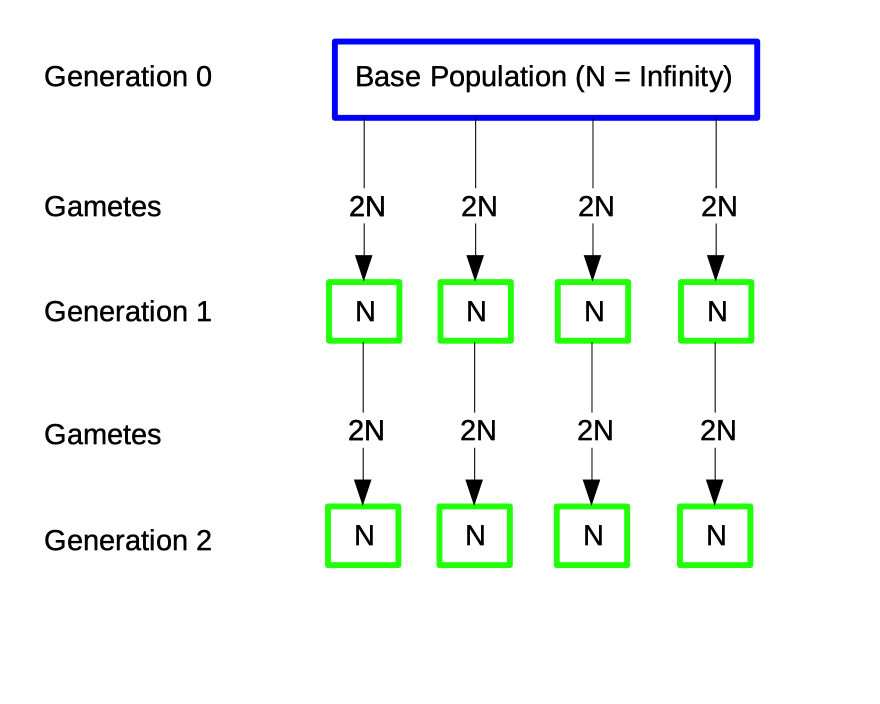 Generation 0
Base Population (N = Infinity)
Gametes
2N
2N
2N
2N
Generation 1
N
N
N
N
Gametes
2N
2N
2N
2N
Generation 2
N
N
N
N